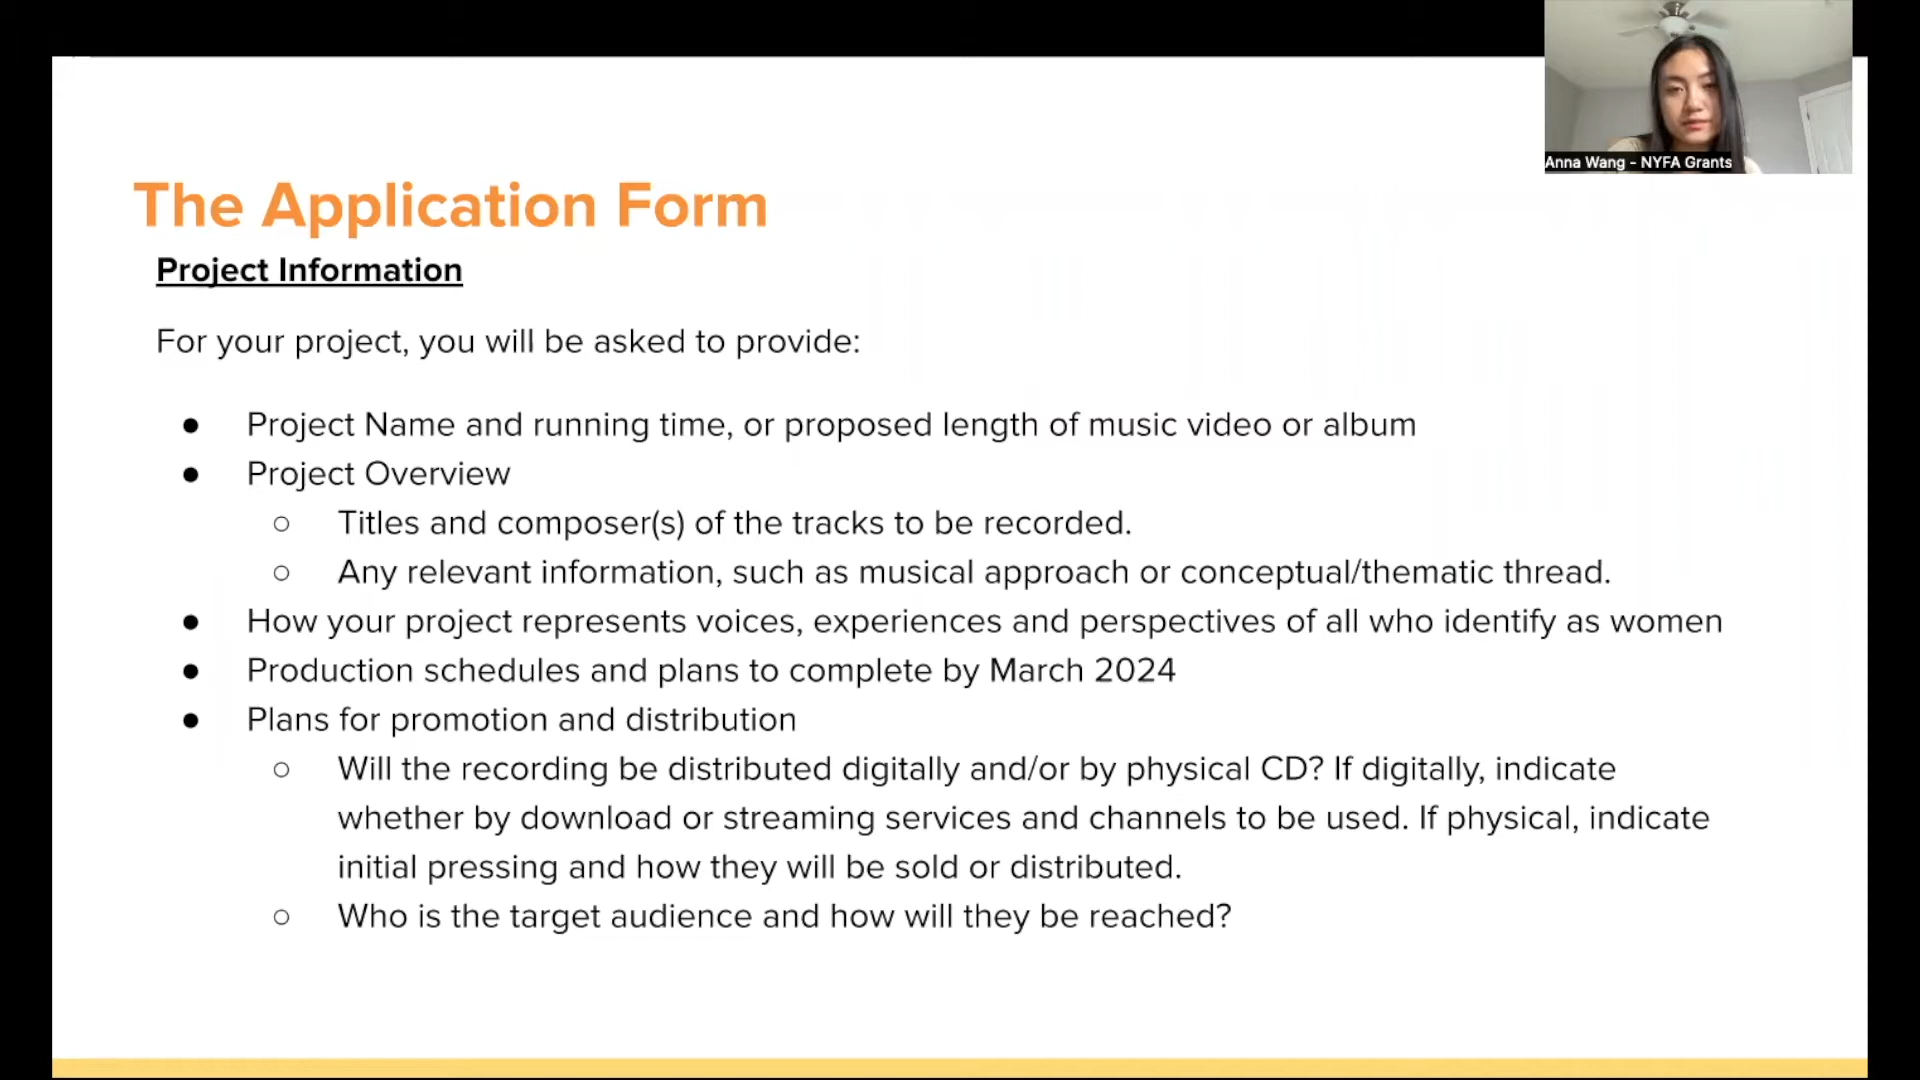 Anna Wang - NYFA Grants
The Application Form
Project Information
For your project, you will be asked to provide:
● Project Name and running time, or proposed length of music video or album
● Project Overview
○ Titles and composer(s) of the tracks to be recorded.
○ Any relevant information, such as musical approach or conceptual/thematic thread.
● How your project represents voices, experiences and perspectives of all who identify as women
● Production schedules and plans to complete by March 2024
● Plans for promotion and distribution
○ Will the recording be distributed digitally and/or by physical CD? If digitally, indicate
whether by download or streaming services and channels to be used. If physical, indicate
initial pressing and how they will be sold or distributed.
○ Who is the target audience and how will they be reached?